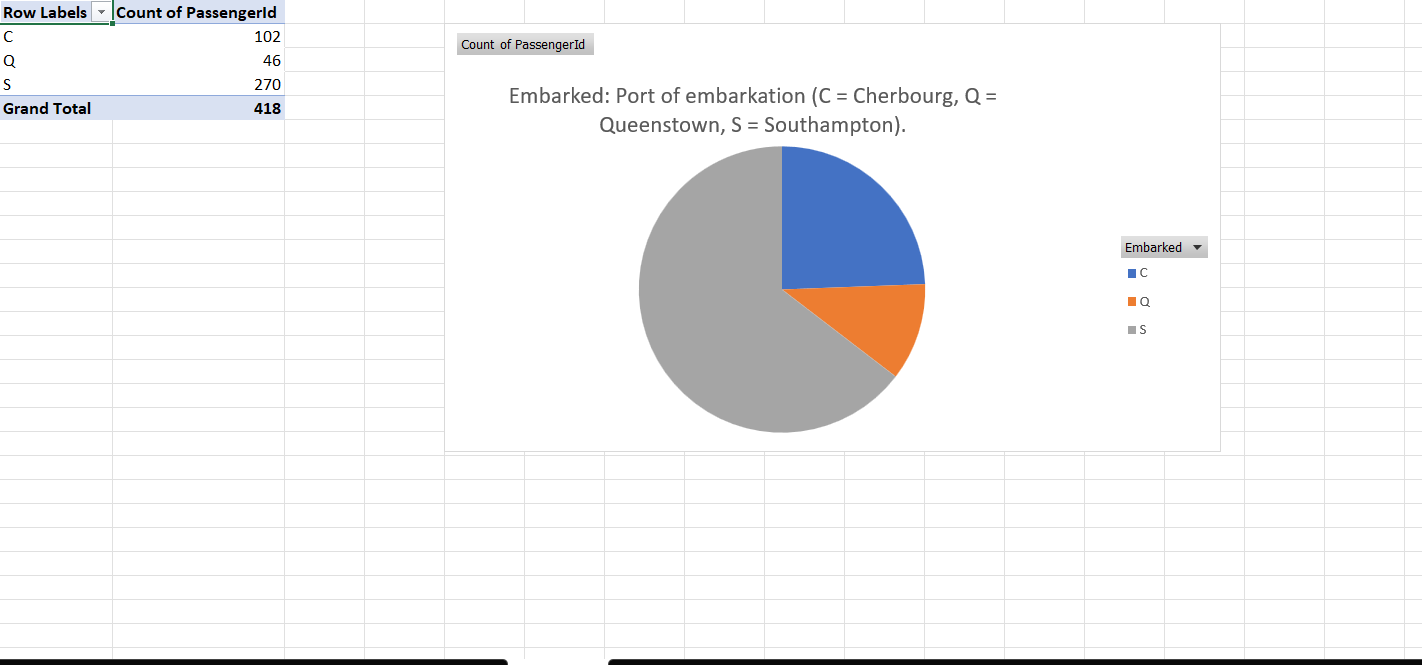 Row Labels Count of PassengerId
C 102
Q 46
S 270
Grand Total 418
Count of PassengerId
Embarked: Port of embarkation (C = Cherbourg, Q =
Queenstown, S = Southampton).
Embarked
C
Q
S